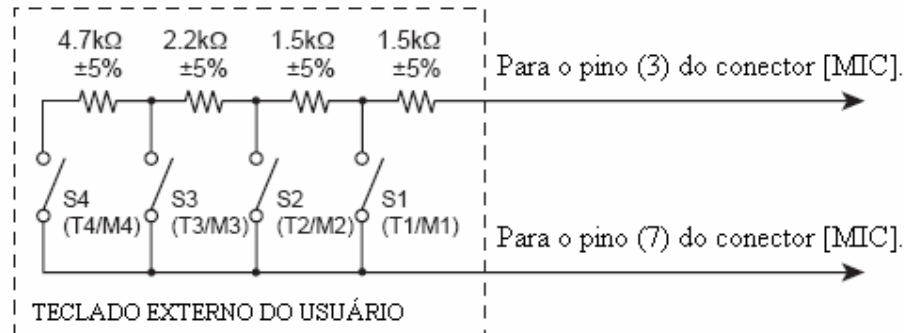 4.7kΩ 2.2kΩ 1.5kΩ 1.5kΩ
±5% ±5% ±5% ±5%
Para o pino (3) do conector [MIC].
S4 S3 S2 S1
(T4/M4) (T3/M3) (T2/M2) (T1/M1)
Para o pino (7) do conector [MIC].
TECLADO EXTERNO DO USUÁRIO